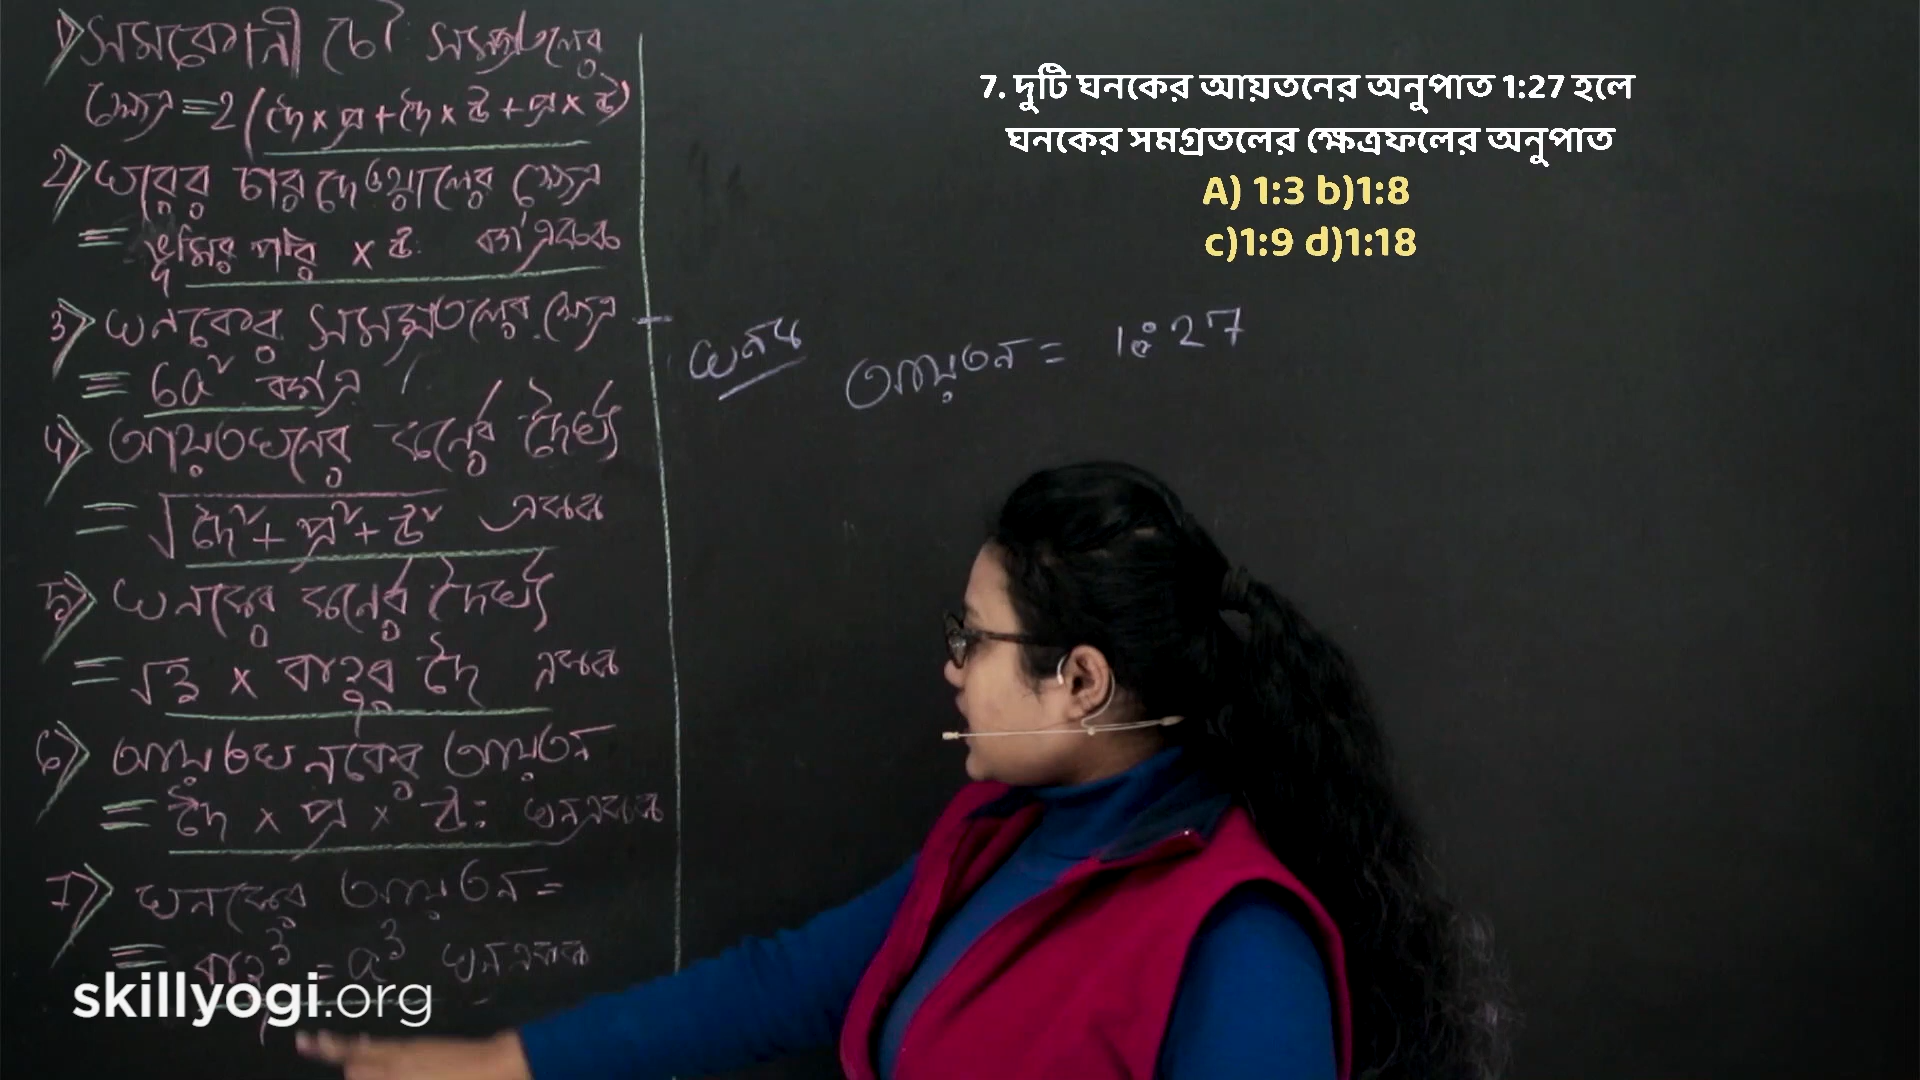 1) সমকোনী চৌ সমগ্রতলের
ক্ষেত্র = 2 (দৈ × প্র + দৈ × উ + প্র × উ)
2) ঘরের চার দেওয়ালের ক্ষেত্র
= ভূমির পরি × উঃ বর্গএকক
3) ঘনকের সমগ্রতলের ক্ষেত্র
= 6a² বর্গএ
4) আয়তঘনের কর্নের দৈর্ঘ্য
= √দৈ² + প্র² + উ² একক
5) ঘনকের কর্নের দৈর্ঘ্য
= √3 × বাহুর দৈ একক
6) আয়তঘনকের আয়তন
= দৈ × প্র × উঃ ঘনএকক
7) ঘনকের আয়তন =
= বাহু³ = a³ ঘনএকক
skillyogi.org
7. দুটি ঘনকের আয়তনের অনুপাত 1:27 হলে
ঘনকের সমগ্রতলের ক্ষেত্রফলের অনুপাত
A) 1:3 b)1:8
c)1:9 d)1:18
ঘনক
আয়তন = 1:27